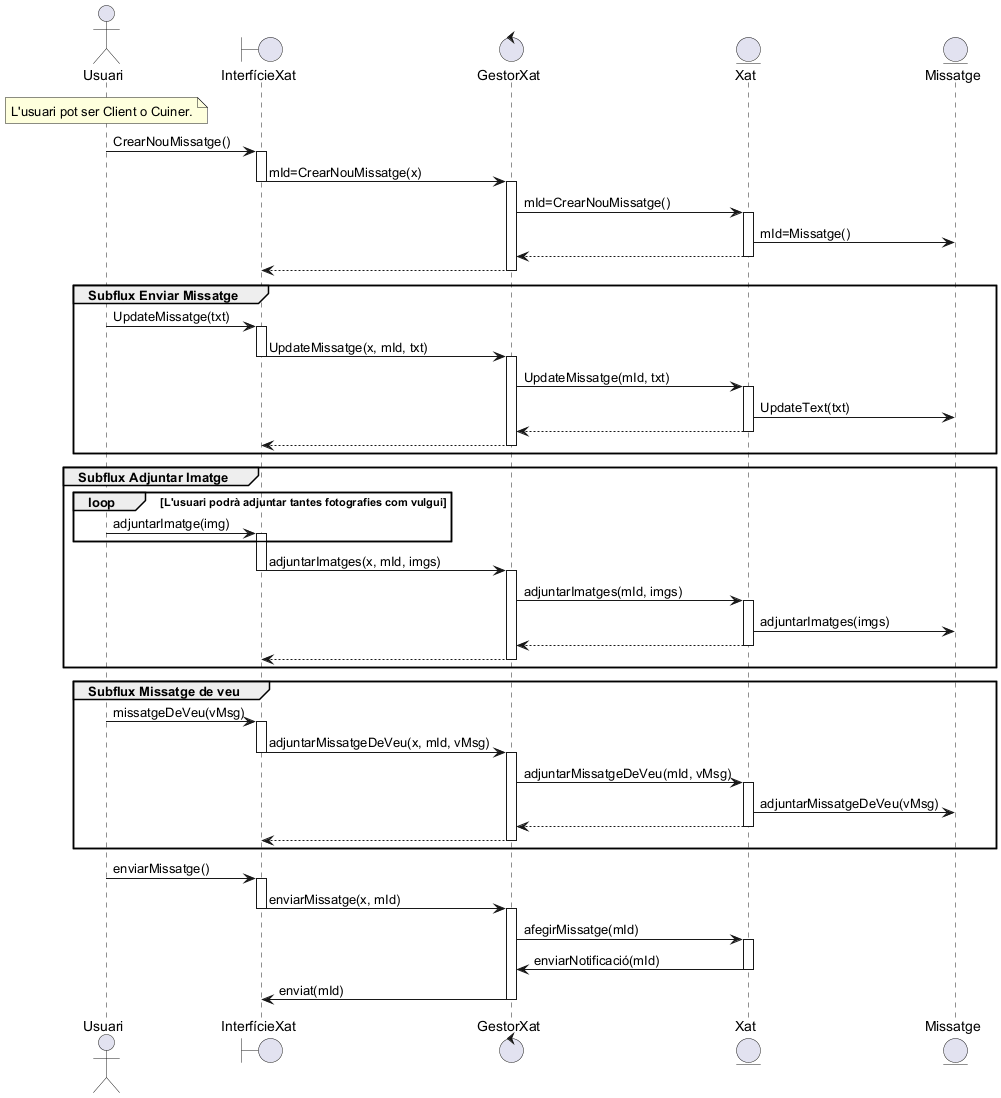 Usuari
InterfícieXat
GestorXat
Xat
Missatge
L'usuari pot ser Client o Cuiner.
CrearNouMissatge()
mId=CrearNouMissatge(x)
mId=CrearNouMissatge()
mId=Missatge()
Subflux Enviar Missatge
UpdateMissatge(txt)
UpdateMissatge(x, mId, txt)
UpdateMissatge(mId, txt)
UpdateText(txt)
Subflux Adjuntar Imatge
loop [L'usuari podrà adjuntar tantes fotografies com vulgui]
adjuntarImatge(img)
adjuntarImatges(x, mId, imgs)
adjuntarImatges(mId, imgs)
adjuntarImatges(imgs)
Subflux Missatge de veu
missatgeDeVeu(vMsg)
adjuntarMissatgeDeVeu(x, mId, vMsg)
adjuntarMissatgeDeVeu(mId, vMsg)
adjuntarMissatgeDeVeu(vMsg)
enviarMissatge()
enviarMissatge(x, mId)
afegirMissatge(mId)
enviarNotificació(mId)
enviat(mId)
Usuari
InterfícieXat
GestorXat
Xat
Missatge